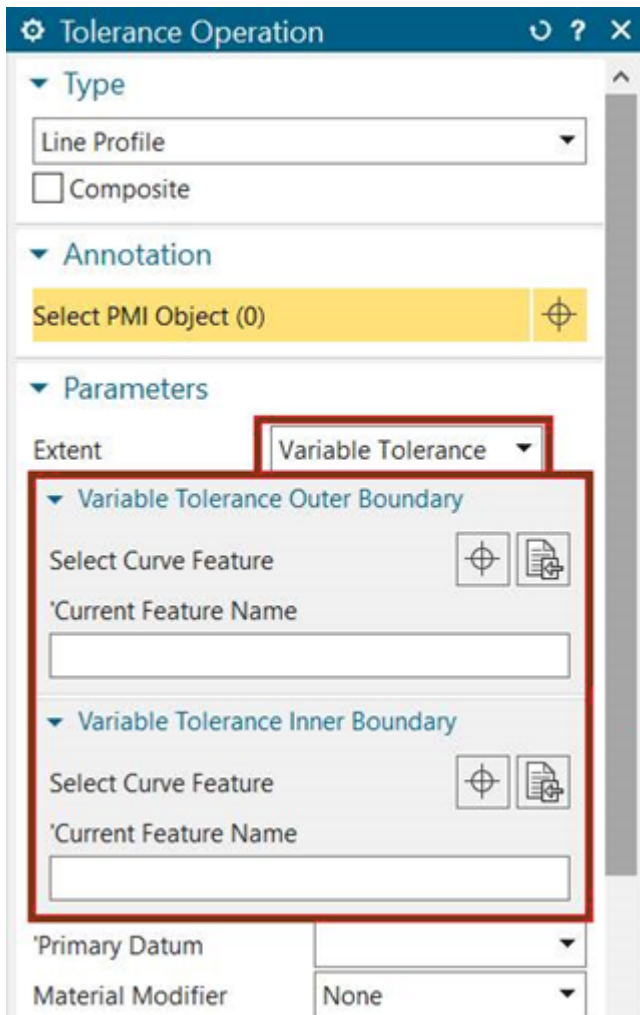 Tolerance Operation ?
Type
Line Profile
Composite
Annotation
Select PMI Object (0)
Parameters
Extent Variable Tolerance
Variable Tolerance Outer Boundary
Select Curve Feature
'Current Feature Name
Variable Tolerance Inner Boundary
Select Curve Feature
'Current Feature Name
'Primary Datum
Material Modifier None